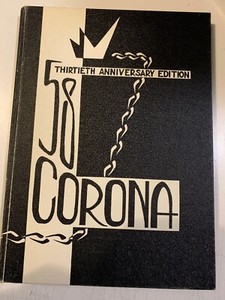 THIRTIETH ANNIVERSARY EDITION
58
CORONA